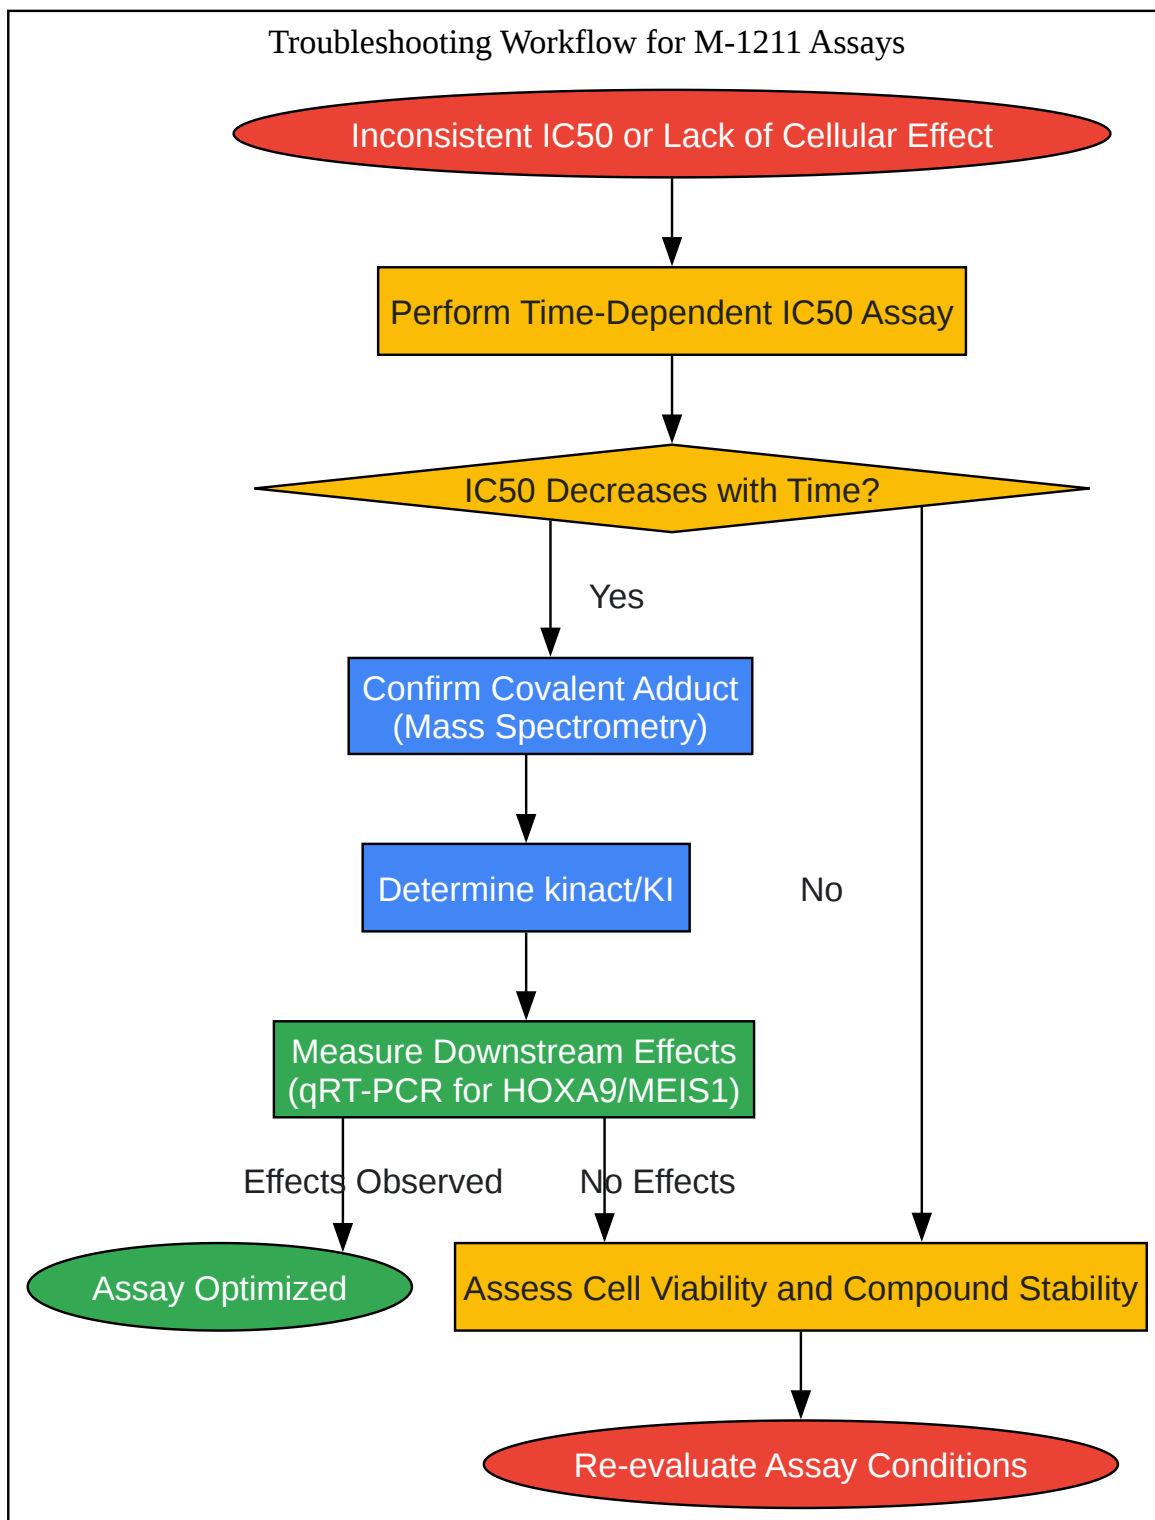 Troubleshooting Workflow for M-1211 Assays
Inconsistent IC50 or Lack of Cellular Effect
Perform Time-Dependent IC50 Assay
IC50 Decreases with Time?
Yes
Confirm Covalent Adduct
(Mass Spectrometry)
Determine kinact/KI
No
Measure Downstream Effects
(qRT-PCR for HOXA9/MEIS1)
Effects Observed
No Effects
Assay Optimized
Assess Cell Viability and Compound Stability
Re-evaluate Assay Conditions